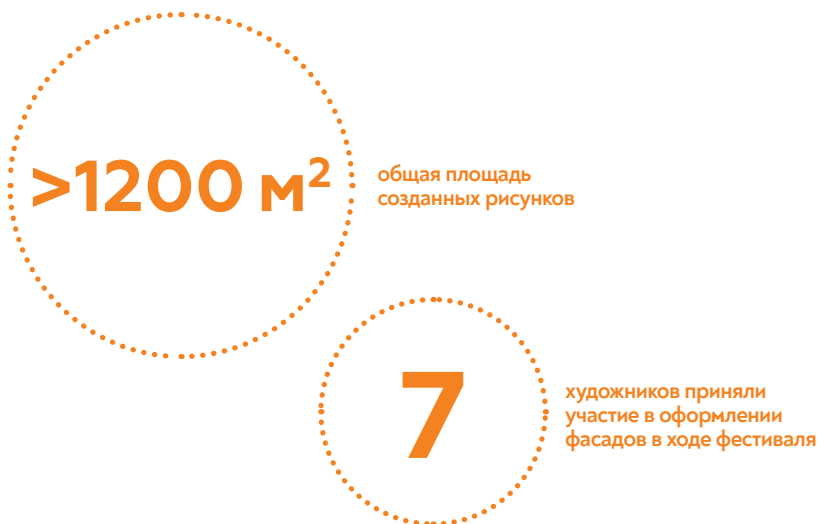 >1200 м²
общая площадь
созданных рисунков
7
художников приняли
участие в оформлении
фасадов в ходе фестиваля